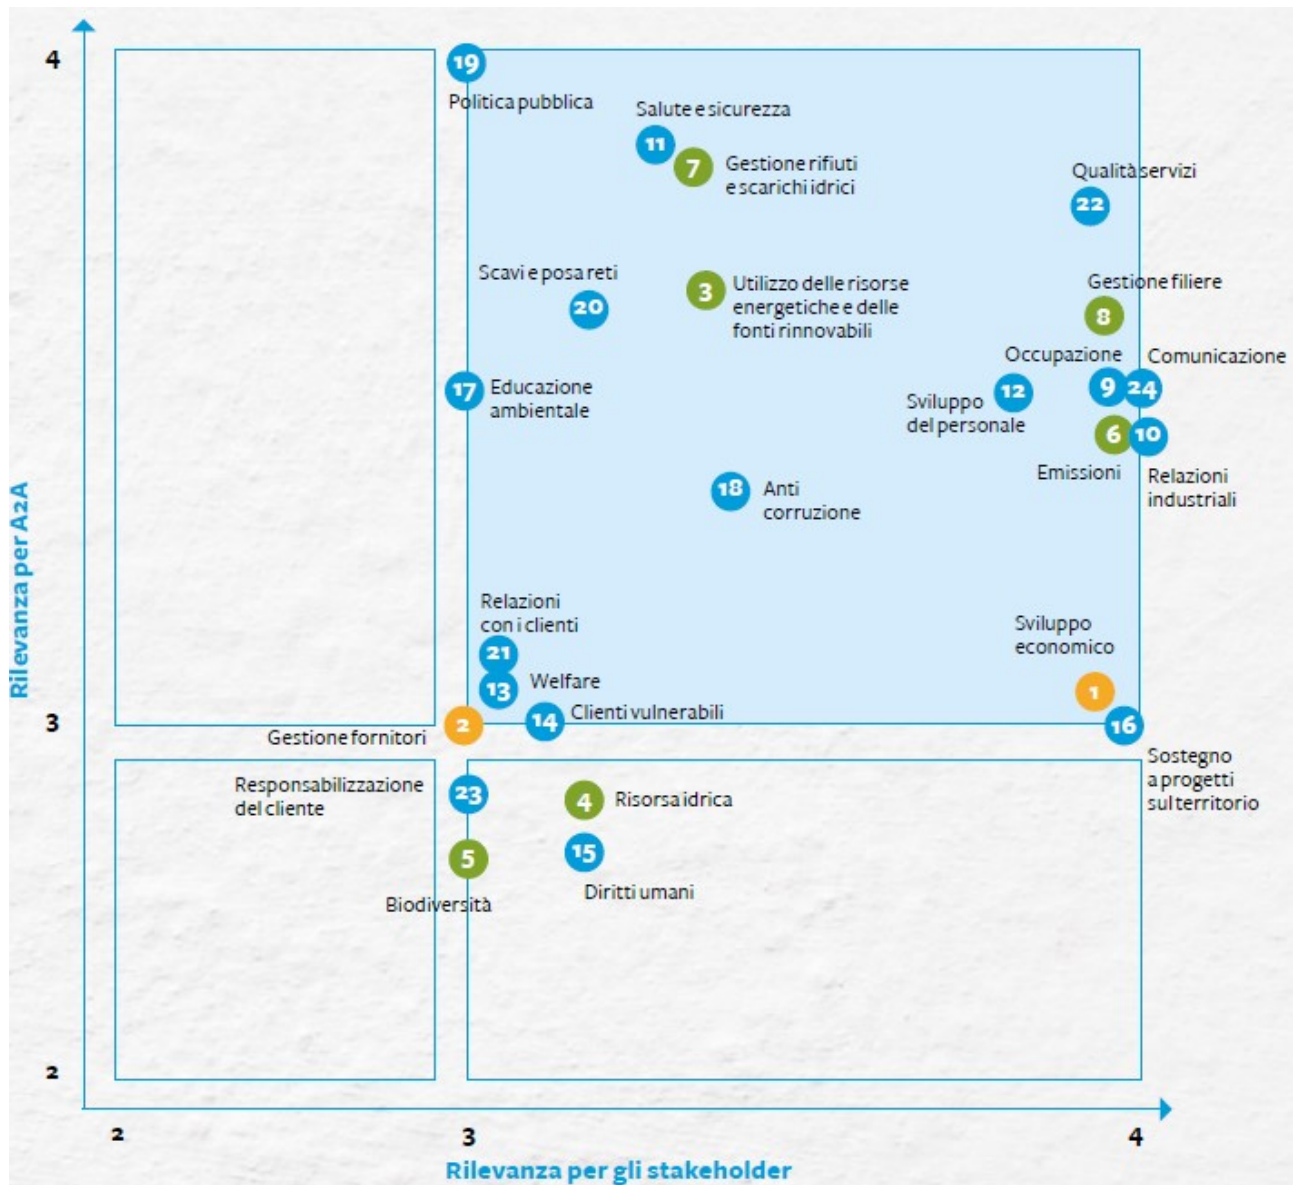 4
19
Politica pubblica
Salute e sicurezza
11
7
Gestione rifiuti
e scarichi idrici
Qualità servizi
22
Scavi e posa reti
20
3
Utilizzo delle risorse
energetiche e delle
fonti rinnovabili
Gestione filiere
8
Occupazione
Comunicazione
17
Educazione
ambientale
12
9
24
Sviluppo
del personale
6
10
Emissioni
Relazioni
industriali
18
Anti
corruzione
Rilevanza per A2A
Relazioni
con i clienti
21
13
Welfare
Sviluppo
economico
1
3
2
14
Clienti vulnerabili
16
Gestione fornitori
Sostegno
a progetti
sul territorio
Responsabilizzazione
del cliente
23
4
Risorsa idrica
5
15
Biodiversità
Diritti umani
2
2
3
4
Rilevanza per gli stakeholder